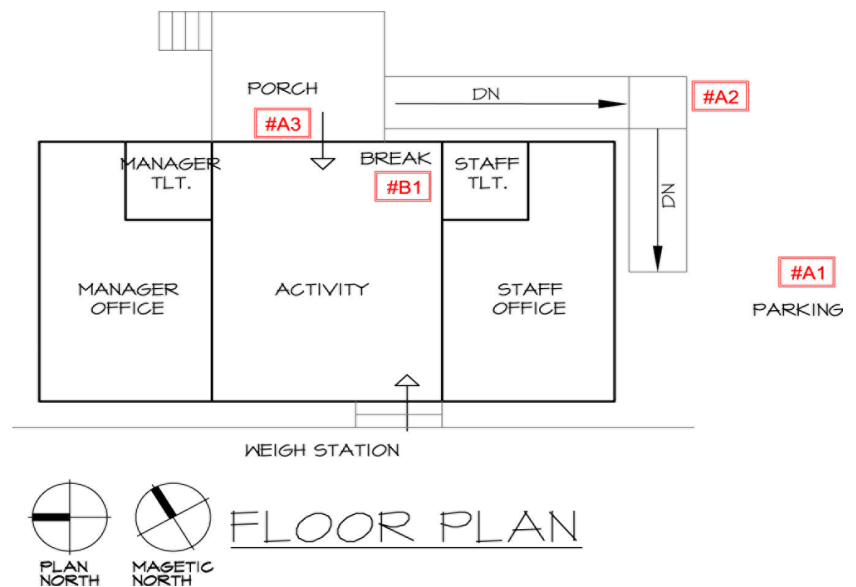 PORCH
DN
#A2
#A3
MANAGER
TLT.
BREAK
#B1
STAFF
TLT.
DN
MANAGER
OFFICE
ACTIVITY
STAFF
OFFICE
#A1
PARKING
WEIGH STATION
FLOOR PLAN
PLAN
NORTH
MAGETIC
NORTH